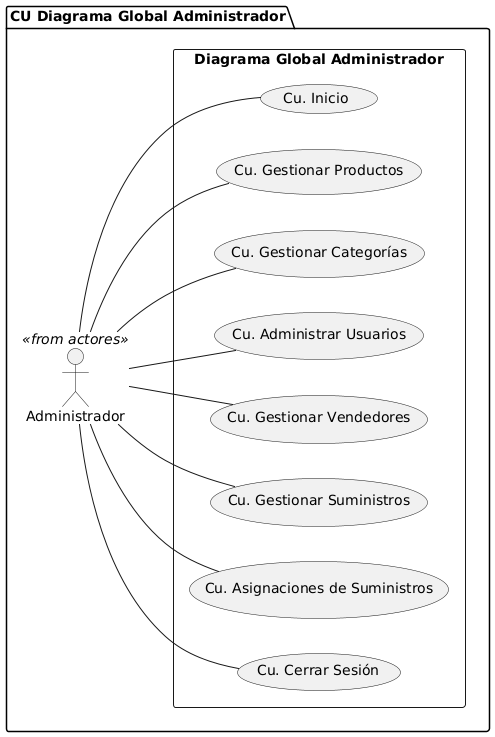 CU Diagrama Global Administrador
Diagrama Global Administrador
Cu. Inicio
Cu. Gestionar Productos
Cu. Gestionar Categorías
Cu. Administrar Usuarios
«from actores»
Administrador
Cu. Gestionar Vendedores
Cu. Gestionar Suministros
Cu. Asignaciones de Suministros
Cu. Cerrar Sesión